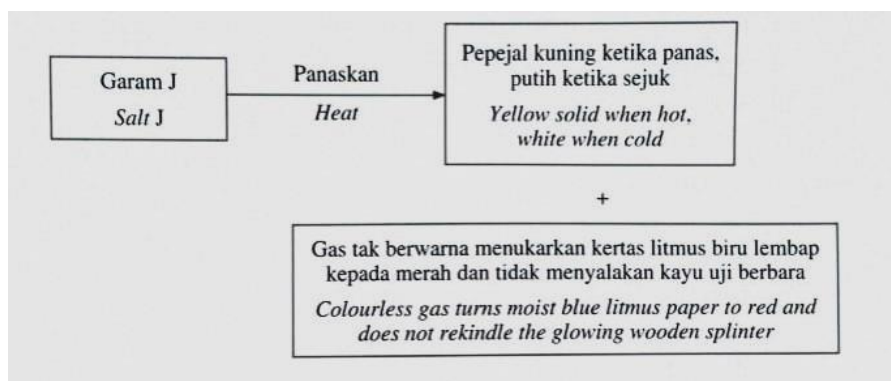 Garam J
Salt J
Panaskan
Heat
Pepejal kuning ketika panas,
putih ketika sejuk
Yellow solid when hot,
white when cold
+
Gas tak berwarna menukarkan kertas litmus biru lembap
kepada merah dan tidak menyalakan kayu uji berbara
Colourless gas turns moist blue litmus paper to red and
does not rekindle the glowing wooden splinter